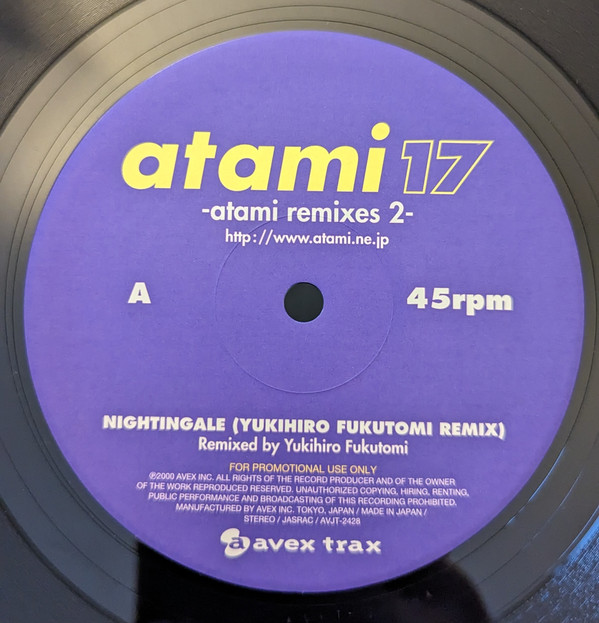 atami 17
-atami remixes 2-
http://www.atami.ne.jp
A
45rpm
NIGHTINGALE (YUKIHIRO FUKUTOMI REMIX)
Remixed by Yukihiro Fukutomi
FOR PROMOTIONAL USE ONLY
℗2000 AVEX INC. ALL RIGHTS OF THE RECORD PRODUCER AND OF THE OWNER
OF THE WORK REPRODUCED RESERVED. UNAUTHORIZED COPYING, HIRING, RENTING,
PUBLIC PERFORMANCE AND BROADCASTING OF THIS RECORDING PROHIBITED.
MANUFACTURED BY AVEX INC. TOKYO, JAPAN / MADE IN JAPAN /
STEREO / JASRAC / AVJT-2428
a avex trax